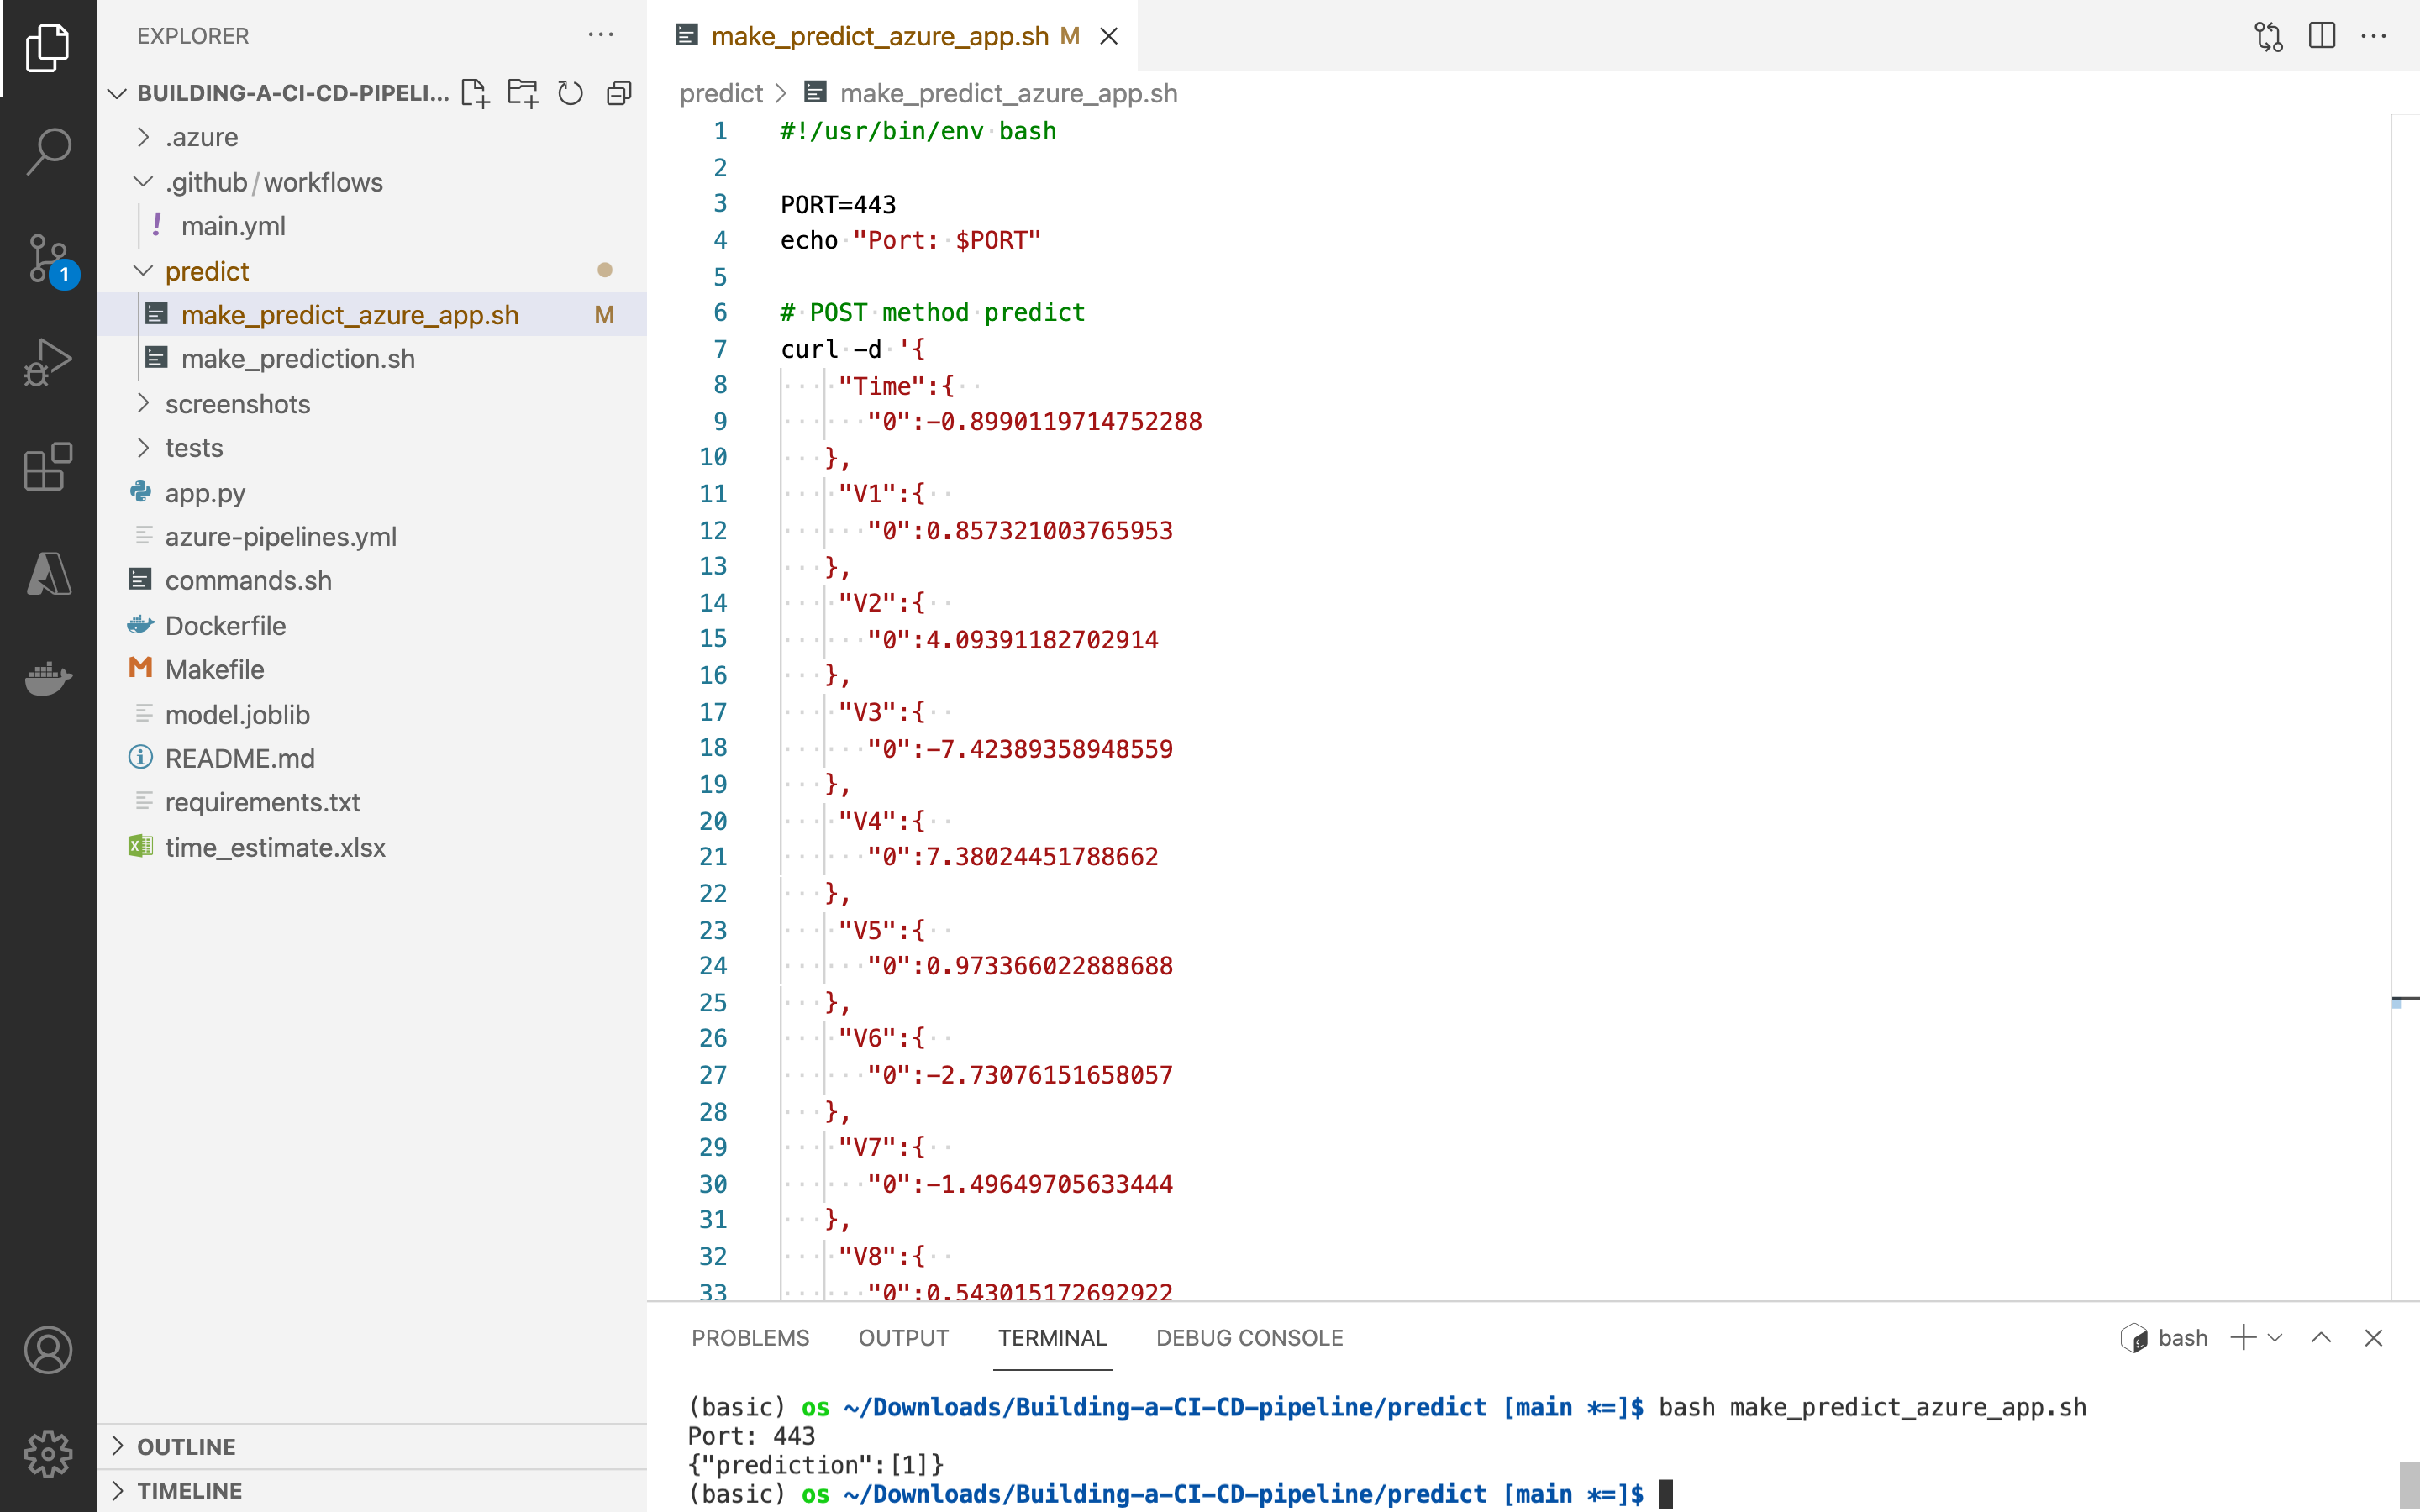 EXPLORER
BUILDING-A-CI-CD-PIPELI...
.azure
.github/workflows
! main.yml
predict
make_predict_azure_app.sh M
make_prediction.sh
screenshots
tests
app.py
azure-pipelines.yml
commands.sh
Dockerfile
M Makefile
model.joblib
README.md
requirements.txt
time_estimate.xlsx
OUTLINE
TIMELINE
1
make_predict_azure_app.sh M
predict > make_predict_azure_app.sh
1 #!/usr/bin/env bash
2
3 PORT=443
4 echo "Port: $PORT"
5
6 # POST method predict
7 curl -d '{
8 "Time":{
9 "0":-0.8990119714752288
10 },
11 "V1":{
12 "0":0.857321003765953
13 },
14 "V2":{
15 "0":4.09391182702914
16 },
17 "V3":{
18 "0":-7.42389358948559
19 },
20 "V4":{
21 "0":7.38024451788662
22 },
23 "V5":{
24 "0":0.973366022888688
25 },
26 "V6":{
27 "0":-2.73076151658057
28 },
29 "V7":{
30 "0":-1.49649705633444
31 },
32 "V8":{
33 "0":0.543015172692922
PROBLEMS OUTPUT TERMINAL DEBUG CONSOLE
bash
(basic) os ~/Downloads/Building-a-CI-CD-pipeline/predict [main *=]$ bash make_predict_azure_app.sh
Port: 443
{"prediction":[1]}
(basic) os ~/Downloads/Building-a-CI-CD-pipeline/predict [main *=]$